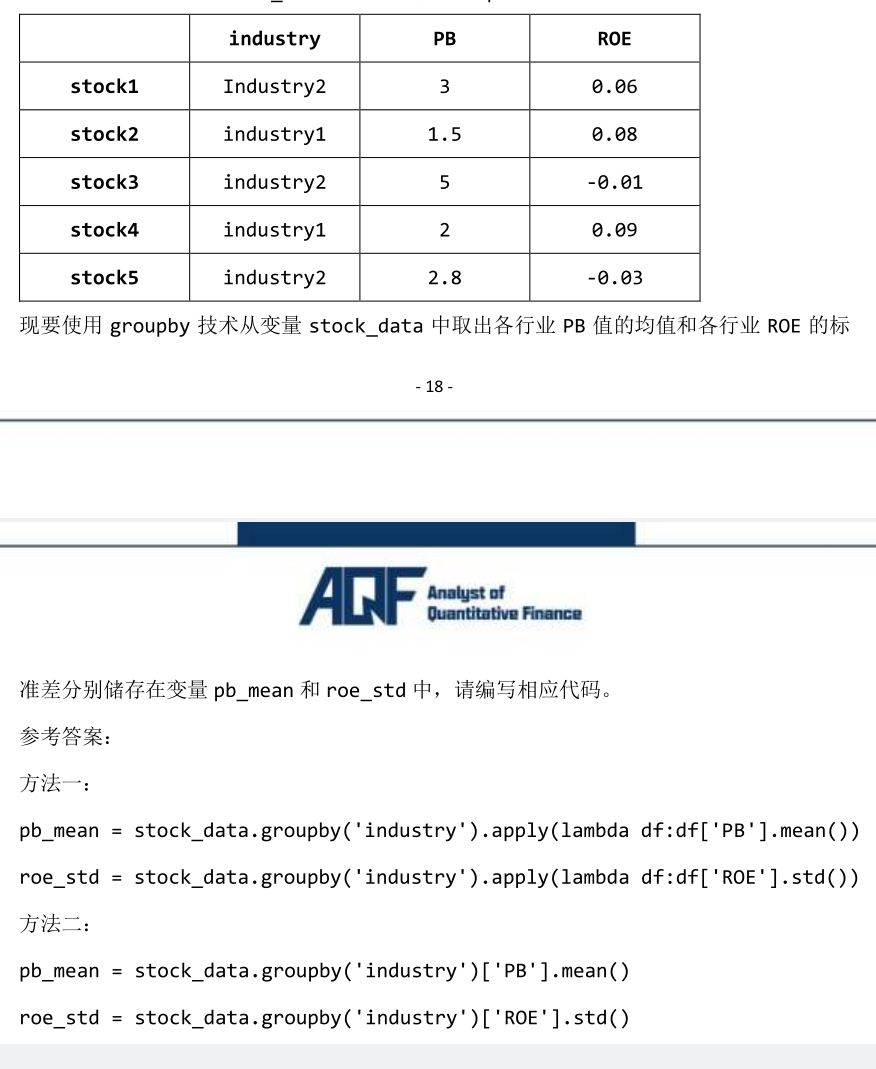 industry PB ROE
stock1 Industry2 3 0.06
stock2 industry1 1.5 0.08
stock3 industry2 5 -0.01
stock4 industry1 2 0.09
stock5 industry2 2.8 -0.03
现要使用 groupby 技术从变量 stock_data 中取出各行业 PB 值的均值和各行业 ROE 的标
- 18 -
AQF Analyst of
Quantitative Finance
准差分别储存在变量 pb_mean 和 roe_std 中，请编写相应代码。
参考答案：
方法一：
pb_mean = stock_data.groupby('industry').apply(lambda df:df['PB'].mean())
roe_std = stock_data.groupby('industry').apply(lambda df:df['ROE'].std())
方法二：
pb_mean = stock_data.groupby('industry')['PB'].mean()
roe_std = stock_data.groupby('industry')['ROE'].std()